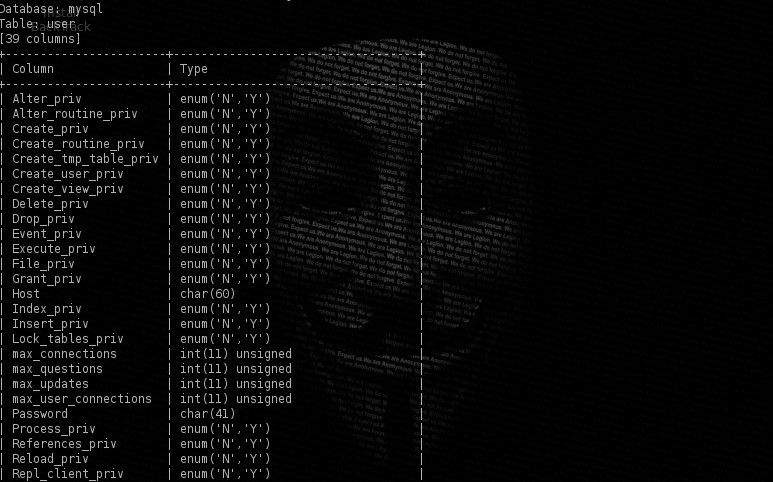 Database: mysql
Install
Table: user
BackTrack
[39 columns]
+-----------------------+-----------------------------------+
| Column | Type |
+-----------------------+-----------------------------------+
| Alter_priv | enum('N','Y') |
| Alter_routine_priv | enum('N','Y') |
| Create_priv | enum('N','Y') |
| Create_routine_priv | enum('N','Y') |
| Create_tmp_table_priv | enum('N','Y') |
| Create_user_priv | enum('N','Y') |
| Create_view_priv | enum('N','Y') |
| Delete_priv | enum('N','Y') |
| Drop_priv | enum('N','Y') |
| Event_priv | enum('N','Y') |
| Execute_priv | enum('N','Y') |
| File_priv | enum('N','Y') |
| Grant_priv | enum('N','Y') |
| Host | char(60) |
| Index_priv | enum('N','Y') |
| Insert_priv | enum('N','Y') |
| Lock_tables_priv | enum('N','Y') |
| max_connections | int(11) unsigned |
| max_questions | int(11) unsigned |
| max_updates | int(11) unsigned |
| max_user_connections | int(11) unsigned |
| Password | char(41) |
| Process_priv | enum('N','Y') |
| References_priv | enum('N','Y') |
| Reload_priv | enum('N','Y') |
| Repl_client_priv | enum('N','Y') |